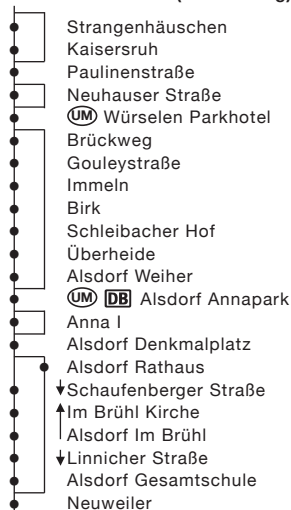 Strangenhäuschen
Kaisersruh
Paulinenstraße
Neuhauser Straße
UM Würselen Parkhotel
Brückweg
Gouleystraße
Immeln
Birk
Schleibacher Hof
Überheide
Alsdorf Weiher
UM DB Alsdorf Annapark
Anna I
Alsdorf Denkmalplatz
Alsdorf Rathaus
↓Schaufenberger Straße
↑Im Brühl Kirche
Alsdorf Im Brühl
↓Linnicher Straße
Alsdorf Gesamtschule
Neuweiler